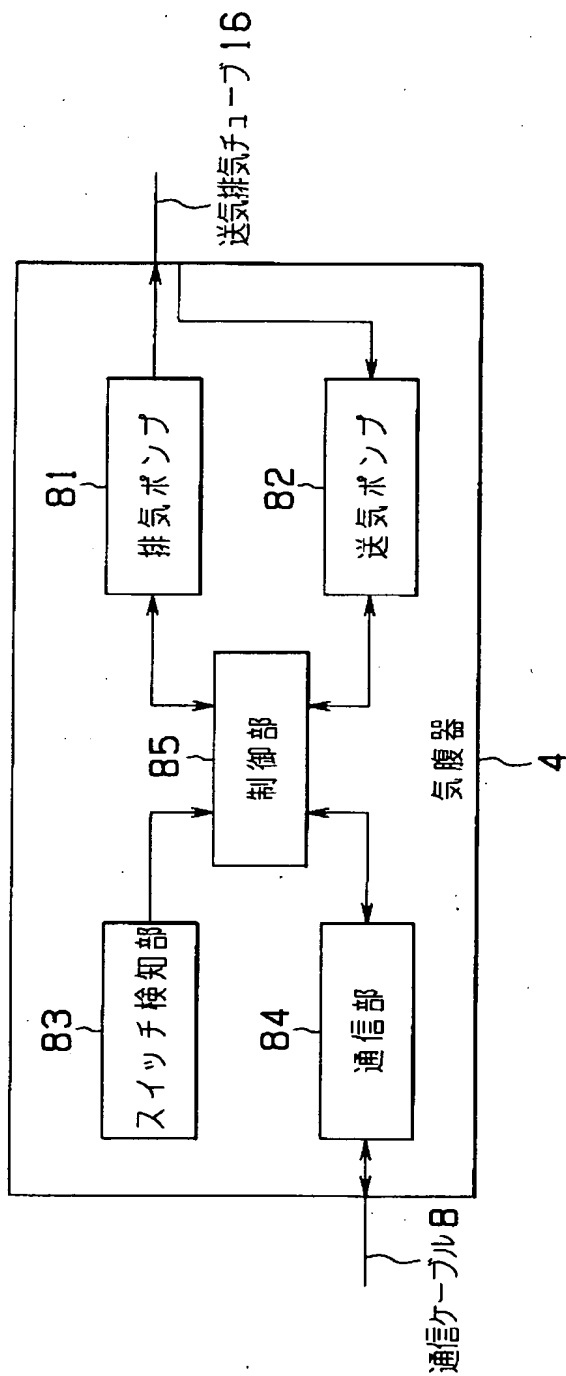 81
排気ポンプ
送気排気チューブ 16
83
スイッチ検知部
85
制御部
82
送気ポンプ
84
通信部
気腹器
4
通信ケーブル 8